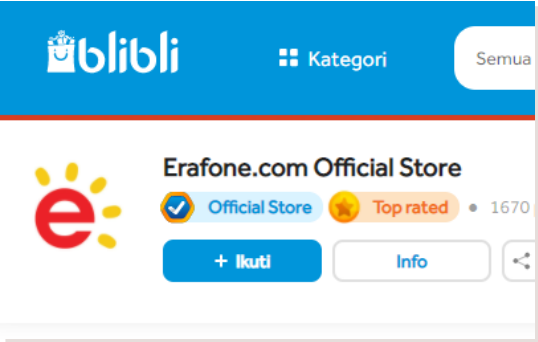 blibli
Kategori
Semua
Erafone.com Official Store
Official Store Top rated • 1670
+ Ikuti Info